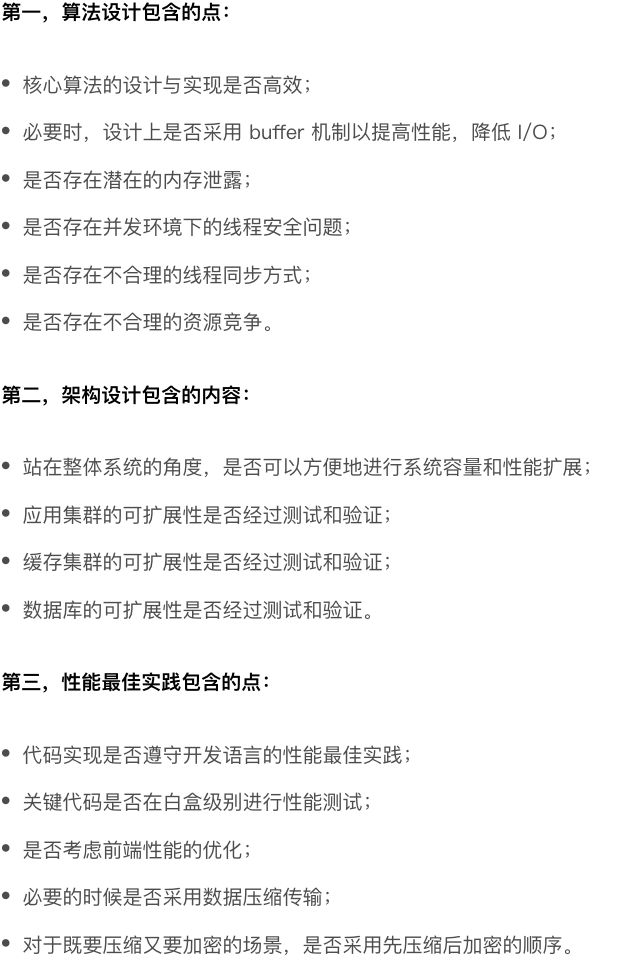 第一，算法设计包含的点：
• 核心算法的设计与实现是否高效；
• 必要时，设计上是否采用 buffer 机制以提高性能，降低 I/O；
• 是否存在潜在的内存泄露；
• 是否存在并发环境下的线程安全问题；
• 是否存在不合理的线程同步方式；
• 是否存在不合理的资源竞争。
第二，架构设计包含的内容：
• 站在整体系统的角度，是否可以方便地进行系统容量和性能扩展；
• 应用集群的可扩展性是否经过测试和验证；
• 缓存集群的可扩展性是否经过测试和验证；
• 数据库的可扩展性是否经过测试和验证。
第三，性能最佳实践包含的点：
• 代码实现是否遵守开发语言的性能最佳实践；
• 关键代码是否在白盒级别进行性能测试；
• 是否考虑前端性能的优化；
• 必要的时候是否采用数据压缩传输；
• 对于既要压缩又要加密的场景，是否采用先压缩后加密的顺序。